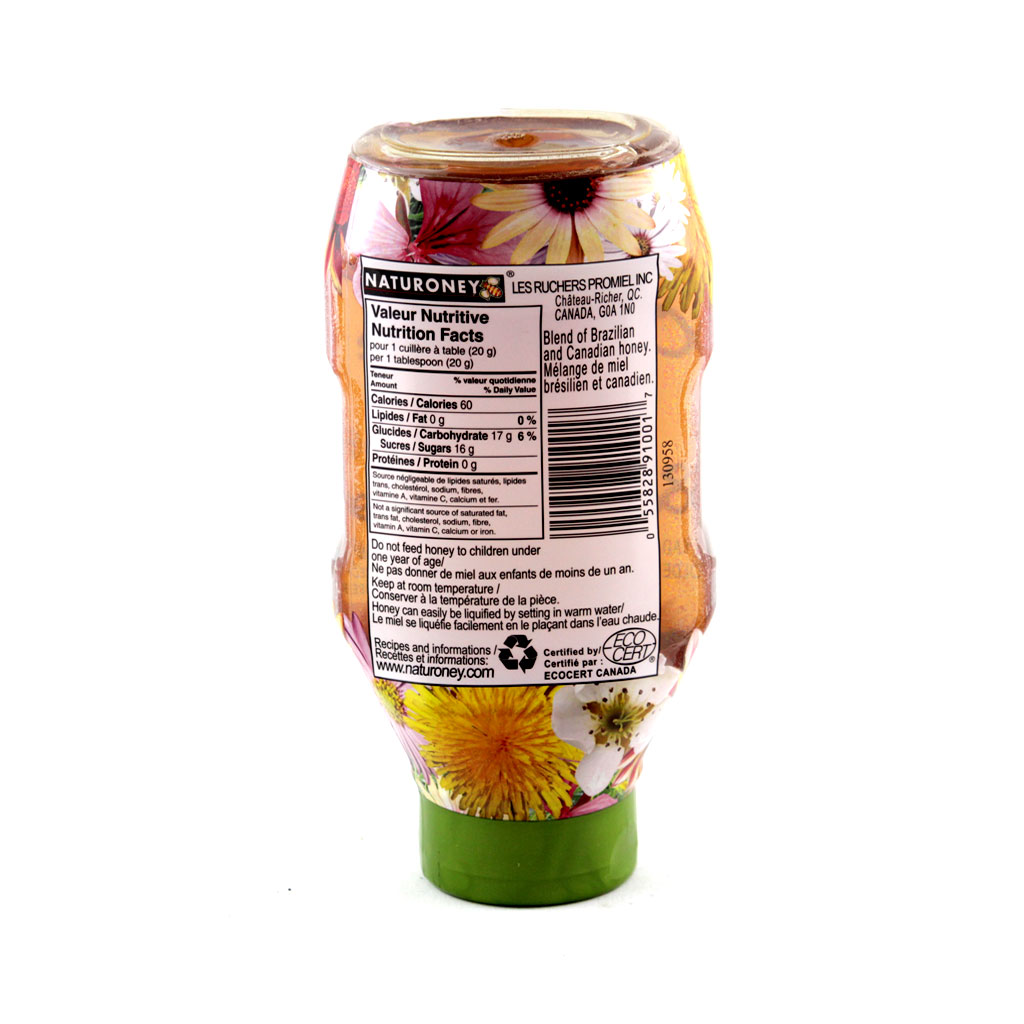 NATURONEY®
LES RUCHERS PROMIEL INC
Château-Richer, QC.
CANADA, G0A 1N0
Valeur Nutritive
Nutrition Facts
pour 1 cuillère à table (20 g)
per 1 tablespoon (20 g)
Teneur
Amount
% valeur quotidienne
% Daily Value
Calories / Calories 60
Lipides / Fat 0 g 0 %
Glucides / Carbohydrate 17 g 6 %
Sucres / Sugars 16 g
Protéines / Protein 0 g
Source négligeable de lipides saturés, lipides
trans, cholestérol, sodium, fibres,
vitamine A, vitamine C, calcium et fer.
Not a significant source of saturated fat,
trans fat, cholesterol, sodium, fibre,
vitamin A, vitamin C, calcium or iron.
Blend of Brazilian
and Canadian honey.
Mélange de miel
brésilien et canadien.
0 55828 91001 7
130958
Do not feed honey to children under
one year of age/
Ne pas donner de miel aux enfants de moins de un an.
Keep at room temperature /
Conserver à la température de la pièce.
Honey can easily be liquified by setting in warm water/
Le miel se liquéfie facilement en le plaçant dans l'eau chaude.
Recipes and informations /
Recettes et informations:
www.naturoney.com
Certified by/
Certifié par :
ECOCERT CANADA
ECO
CERT®